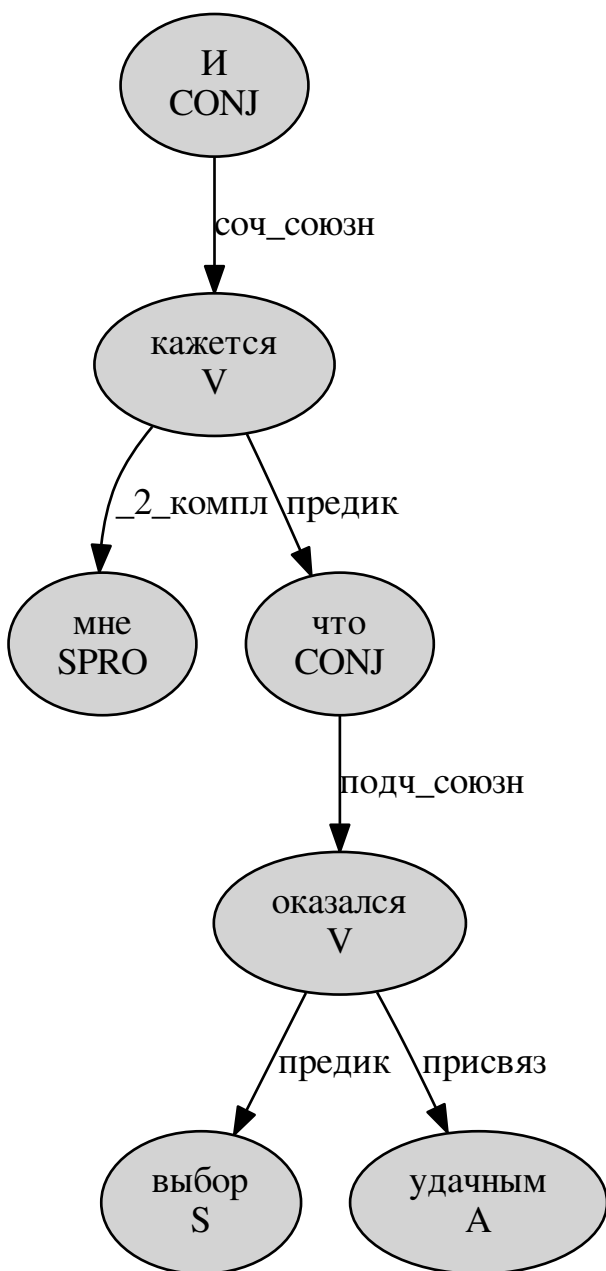 И
CONJ
соч_союзн
кажется
V
_2_компл предик
мне
SPRO
что
CONJ
подч_союзн
оказался
V
предик присвяз
выбор
S
удачным
A